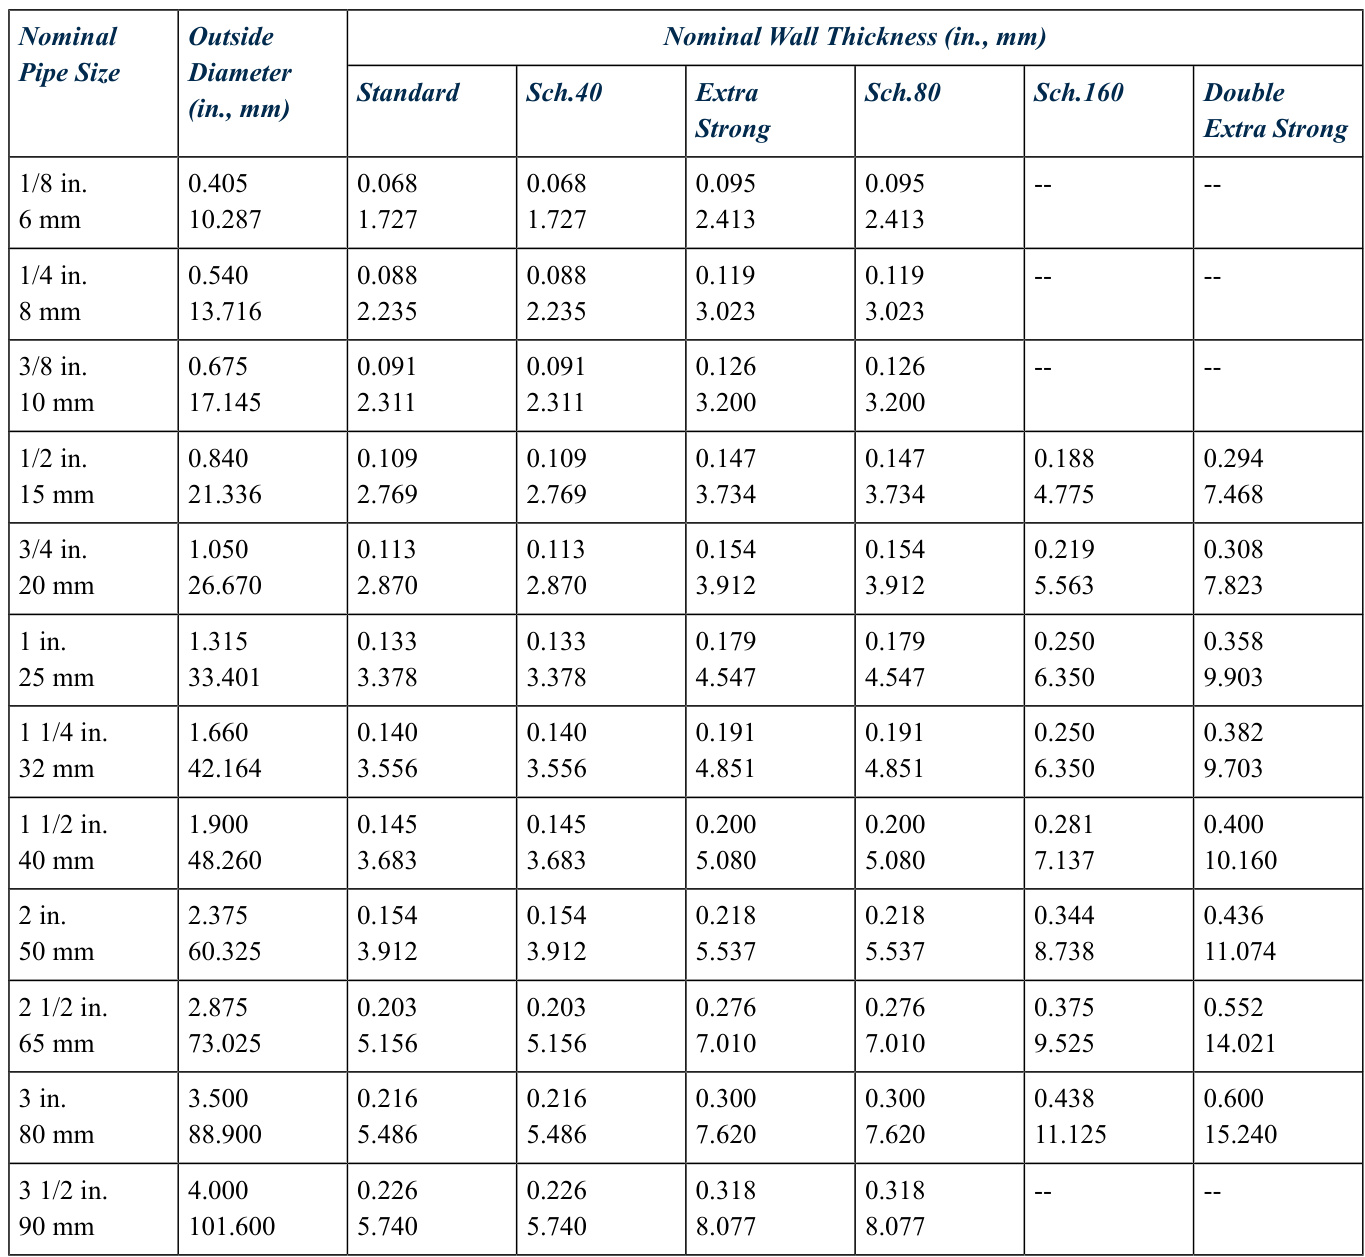 Nominal Pipe Size
Outside Diameter (in., mm)
Nominal Wall Thickness (in., mm)
Standard
Sch.40
Extra Strong
Sch.80
Sch.160
Double Extra Strong
1/8 in. 0.405 0.068 0.068 0.095 0.095 -- --
6 mm 10.287 1.727 1.727 2.413 2.413
1/4 in. 0.540 0.088 0.088 0.119 0.119 -- --
8 mm 13.716 2.235 2.235 3.023 3.023
3/8 in. 0.675 0.091 0.091 0.126 0.126 -- --
10 mm 17.145 2.311 2.311 3.200 3.200
1/2 in. 0.840 0.109 0.109 0.147 0.147 0.188 0.294
15 mm 21.336 2.769 2.769 3.734 3.734 4.775 7.468
3/4 in. 1.050 0.113 0.113 0.154 0.154 0.219 0.308
20 mm 26.670 2.870 2.870 3.912 3.912 5.563 7.823
1 in. 1.315 0.133 0.133 0.179 0.179 0.250 0.358
25 mm 33.401 3.378 3.378 4.547 4.547 6.350 9.903
1 1/4 in. 1.660 0.140 0.140 0.191 0.191 0.250 0.382
32 mm 42.164 3.556 3.556 4.851 4.851 6.350 9.703
1 1/2 in. 1.900 0.145 0.145 0.200 0.200 0.281 0.400
40 mm 48.260 3.683 3.683 5.080 5.080 7.137 10.160
2 in. 2.375 0.154 0.154 0.218 0.218 0.344 0.436
50 mm 60.325 3.912 3.912 5.537 5.537 8.738 11.074
2 1/2 in. 2.875 0.203 0.203 0.276 0.276 0.375 0.552
65 mm 73.025 5.156 5.156 7.010 7.010 9.525 14.021
3 in. 3.500 0.216 0.216 0.300 0.300 0.438 0.600
80 mm 88.900 5.486 5.486 7.620 7.620 11.125 15.240
3 1/2 in. 4.000 0.226 0.226 0.318 0.318 -- --
90 mm 101.600 5.740 5.740 8.077 8.077